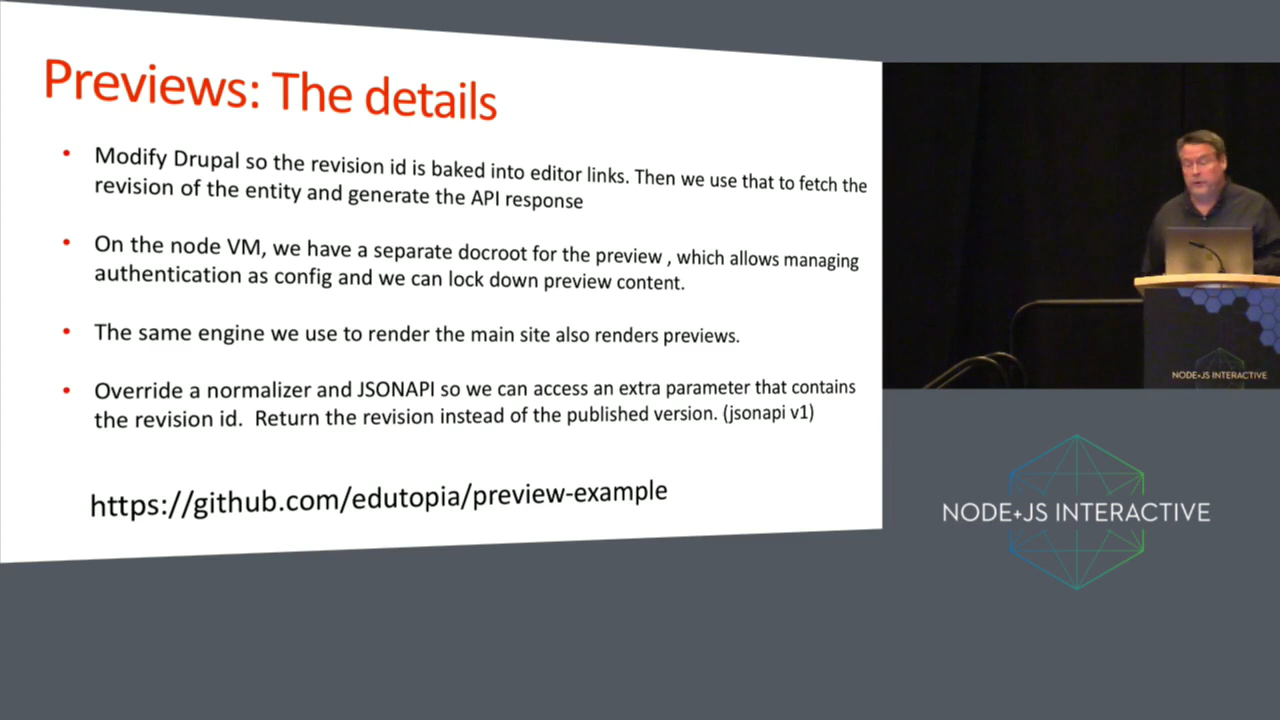 Previews: The details
• Modify Drupal so the revision id is baked into editor links. Then we use that to fetch the
revision of the entity and generate the API response
• On the node VM, we have a separate docroot for the preview , which allows managing
authentication as config and we can lock down preview content.
• The same engine we use to render the main site also renders previews.
• Override a normalizer and JSONAPI so we can access an extra parameter that contains
the revision id.  Return the revision instead of the published version. (jsonapi v1)
https://github.com/edutopia/preview-example
NODE+JS INTERACTIVE
NODE+JS INTERACTIVE